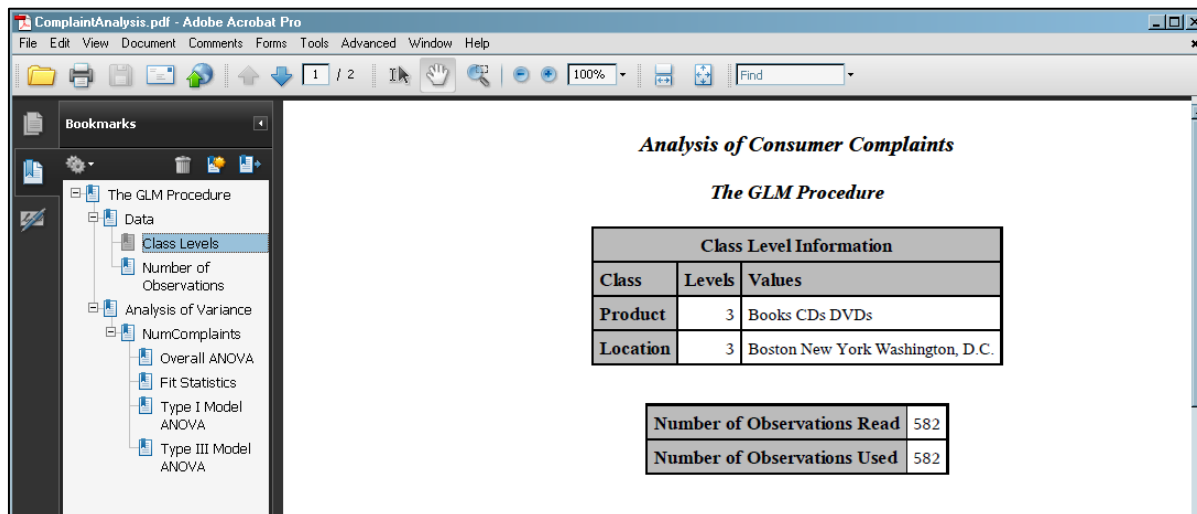 ComplaintAnalysis.pdf - Adobe Acrobat Pro
File Edit View Document Comments Forms Tools Advanced Window Help
1 / 2 100% Find
Bookmarks
The GLM Procedure
Data
Class Levels
Number of
Observations
Analysis of Variance
NumComplaints
Overall ANOVA
Fit Statistics
Type I Model
ANOVA
Type III Model
ANOVA
Analysis of Consumer Complaints
The GLM Procedure
Class Level Information
Class Levels Values
Product 3 Books CDs DVDs
Location 3 Boston New York Washington, D.C.
Number of Observations Read 582
Number of Observations Used 582